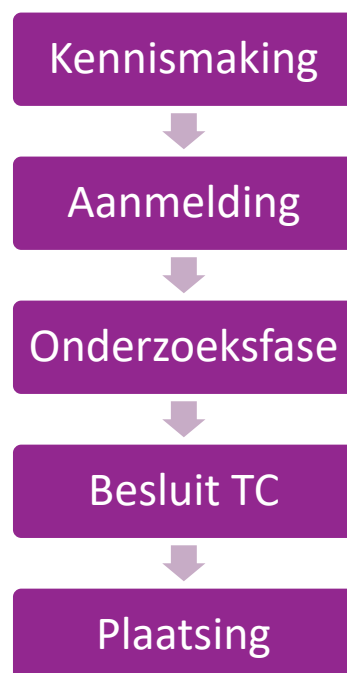 Kennismaking
Aanmelding
Onderzoeksfase
Besluit TC
Plaatsing